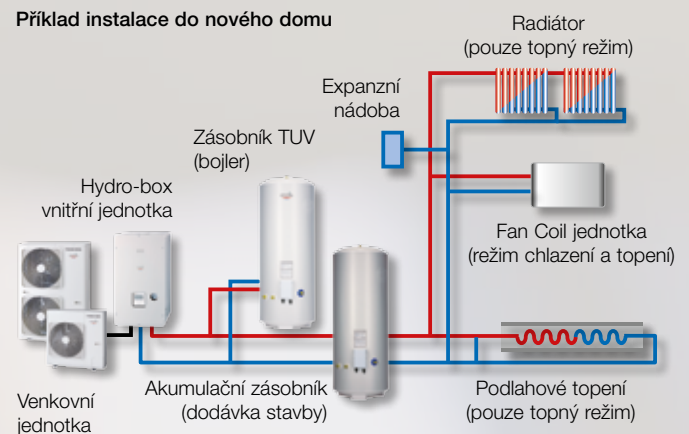 Příklad instalace do nového domu
Radiátor
(pouze topný režim)
Expanzní
nádoba
Zásobník TUV
(bojler)
Hydro-box
vnitřní jednotka
Fan Coil jednotka
(režim chlazení a topení)
Venkovní
jednotka
Akumulační zásobník
(dodávka stavby)
Podlahové topení
(pouze topný režim)